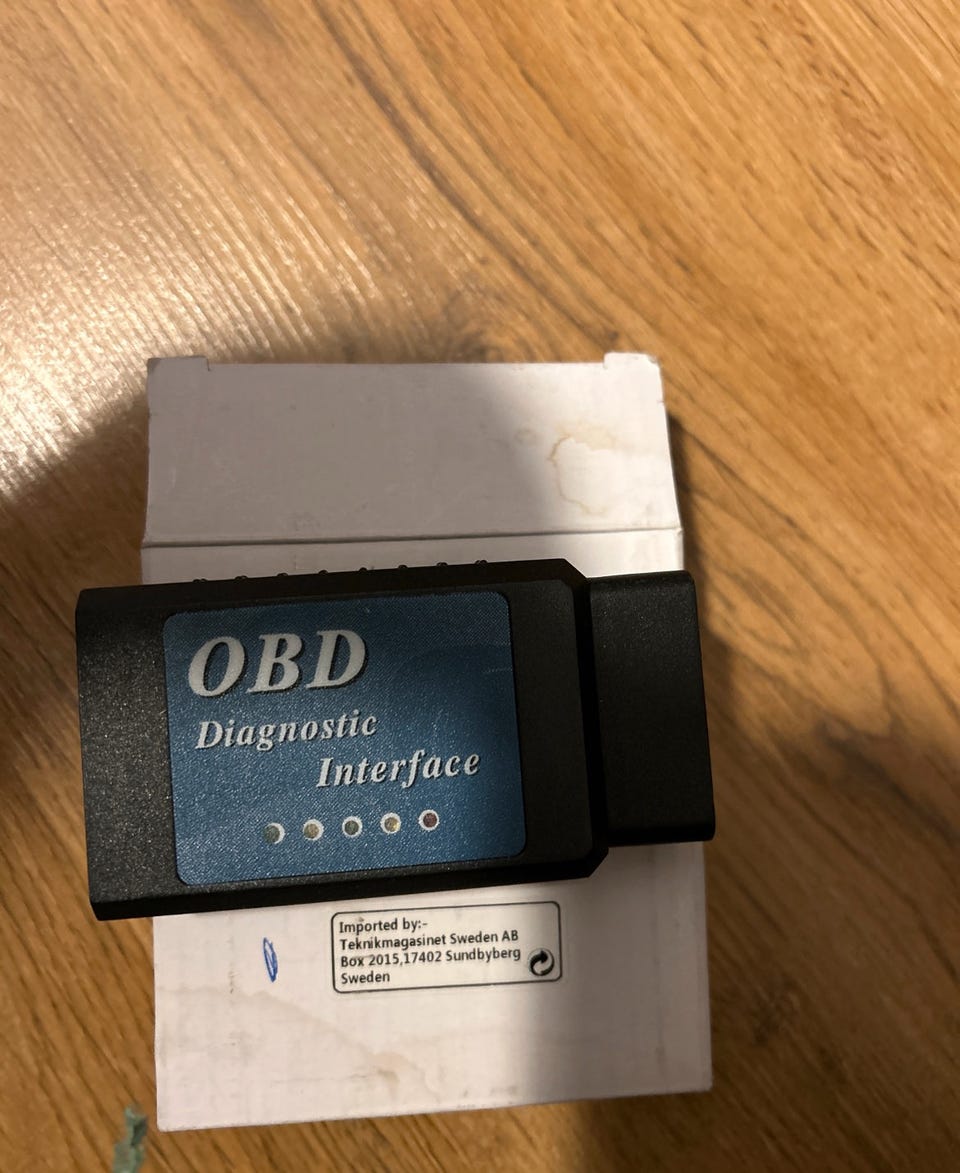 OBD
Diagnostic
Interface
Imported by:-
Teknikmagasinet Sweden AB
Box 2015,17402 Sundbyberg
Sweden